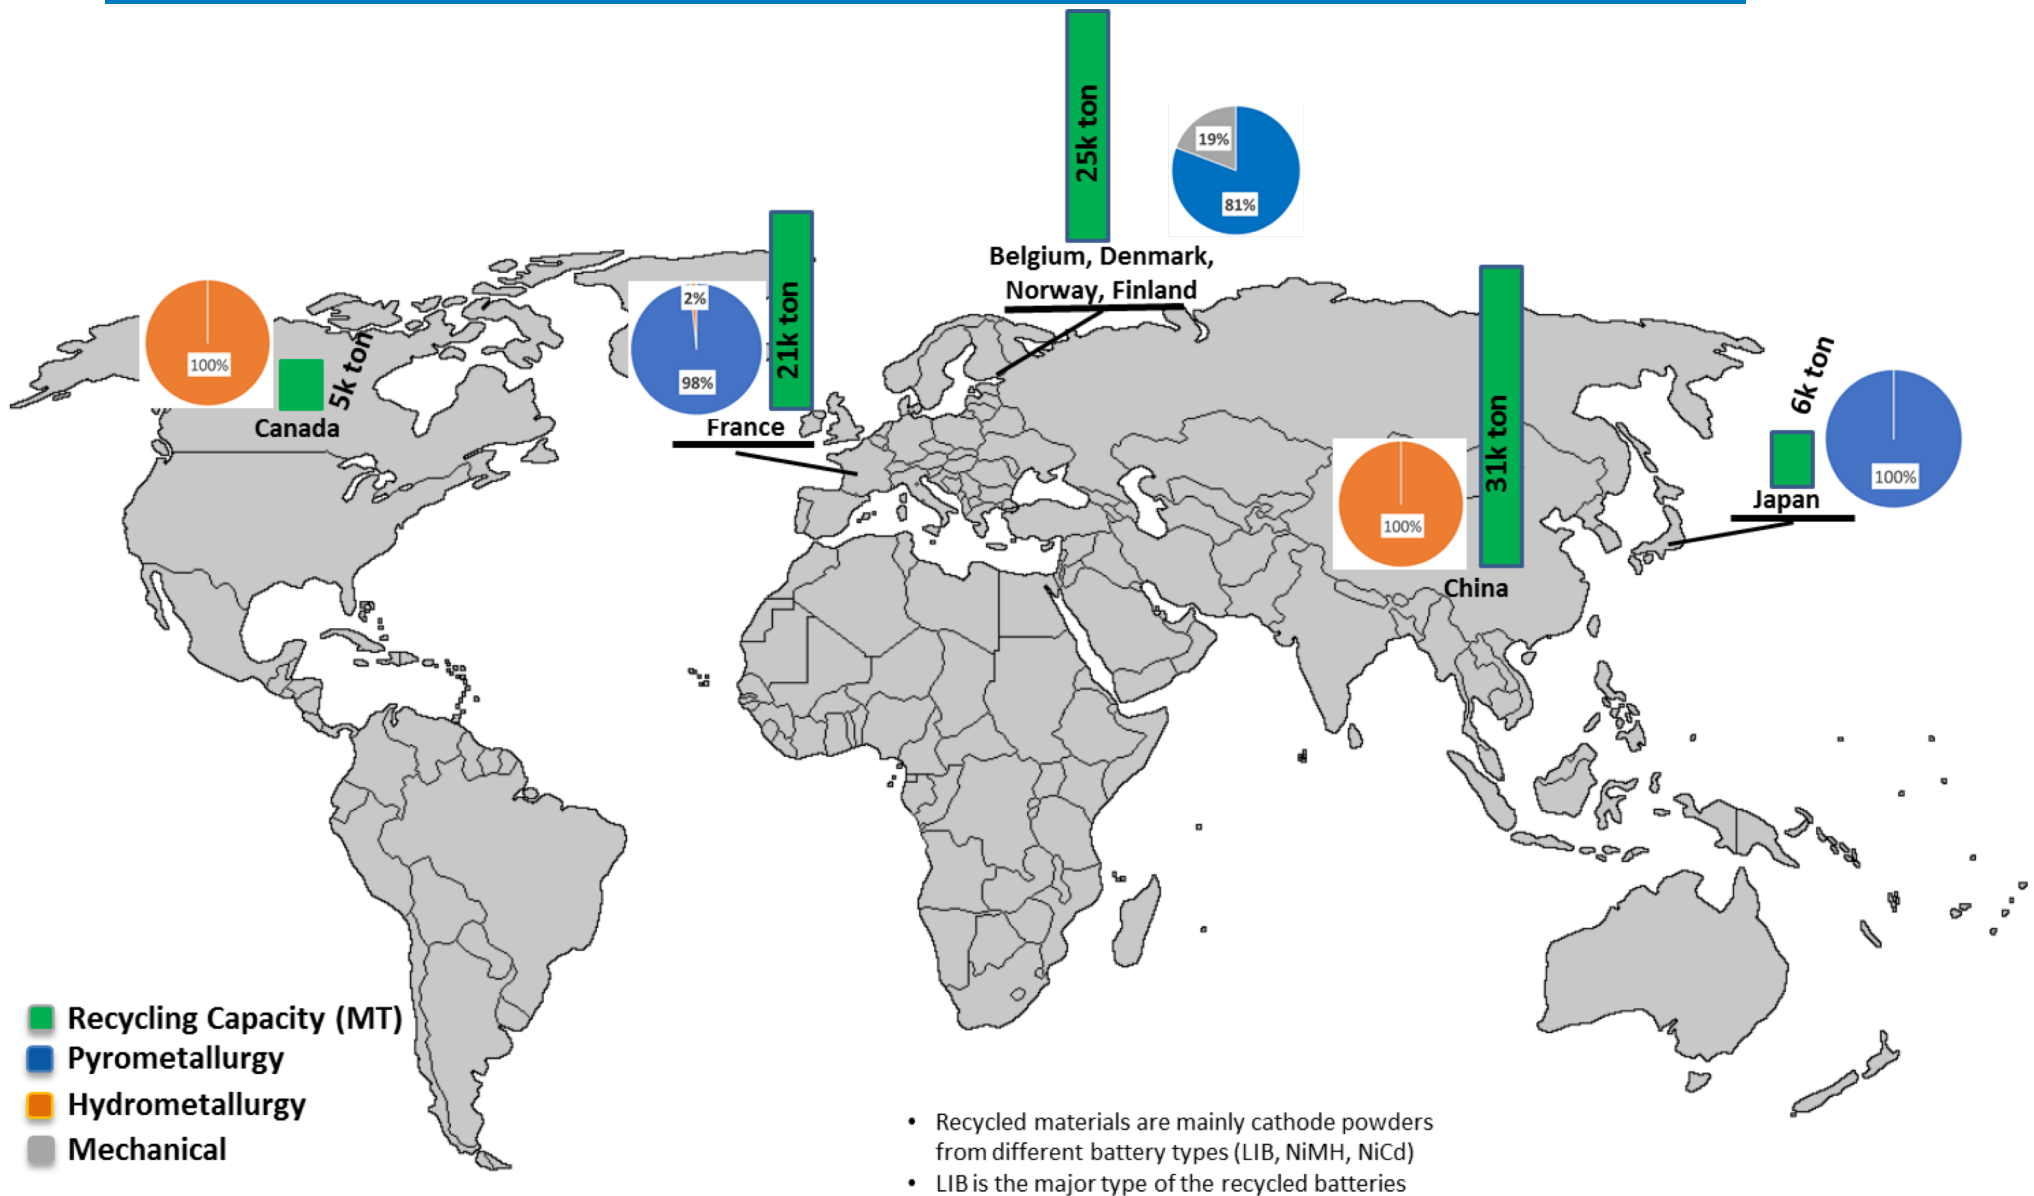 25k ton
19%
81%
Belgium, Denmark,
Norway, Finland
100%
5k ton
Canada
2%
98%
21k ton
France
100%
31k ton
China
6k ton
100%
Japan
Recycling Capacity (MT)
Pyrometallurgy
Hydrometallurgy
Mechanical
• Recycled materials are mainly cathode powders
from different battery types (LIB, NiMH, NiCd)
• LIB is the major type of the recycled batteries